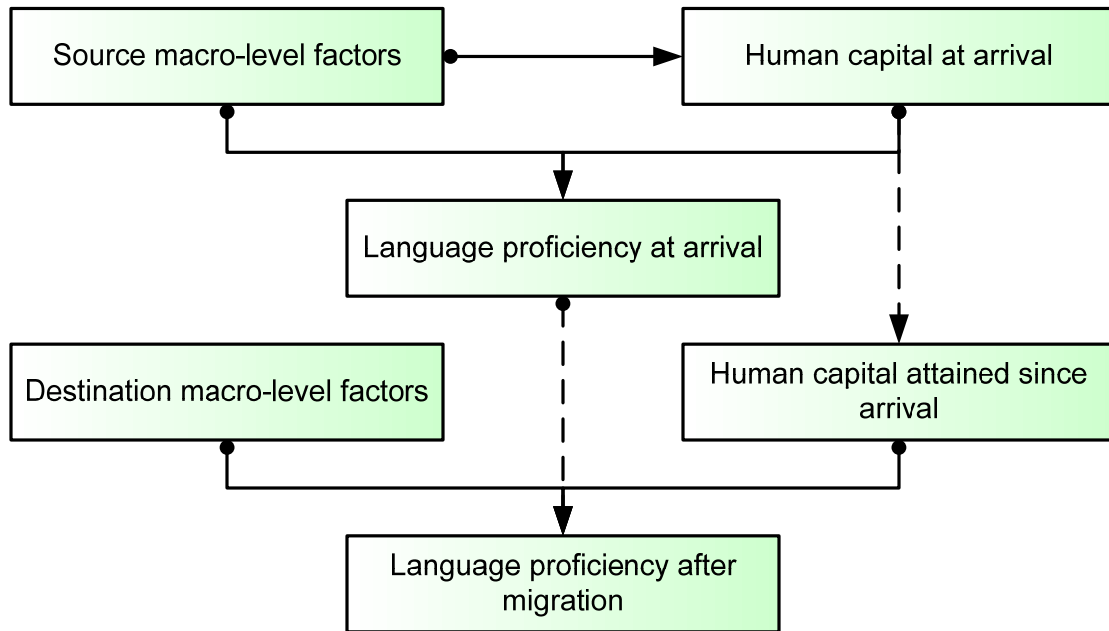 Source macro-level factors
Human capital at arrival
Language proficiency at arrival
Destination macro-level factors
Human capital attained since
arrival
Language proficiency after
migration